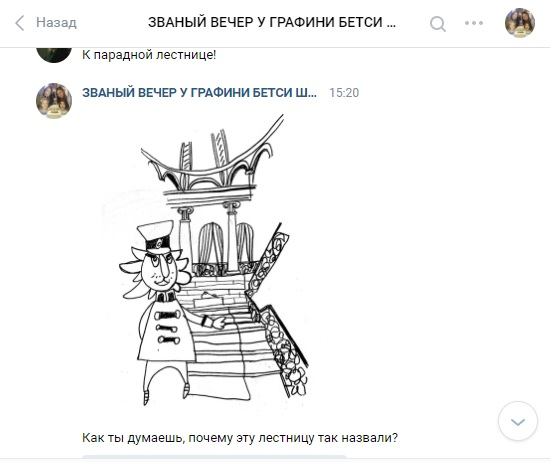 Назад
ЗВАНЫЙ ВЕЧЕР У ГРАФИНИ БЕТСИ ...
К парадной лестнице!
ЗВАНЫЙ ВЕЧЕР У ГРАФИНИ БЕТСИ Ш... 15:20
Как ты думаешь, почему эту лестницу так назвали?